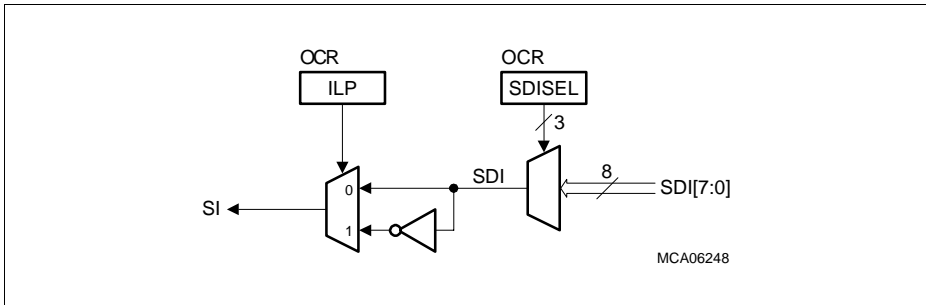 OCR OCR
ILP SDISEL
3
SDI 8
0 SDI[7:0]
SI
1
MCA06248